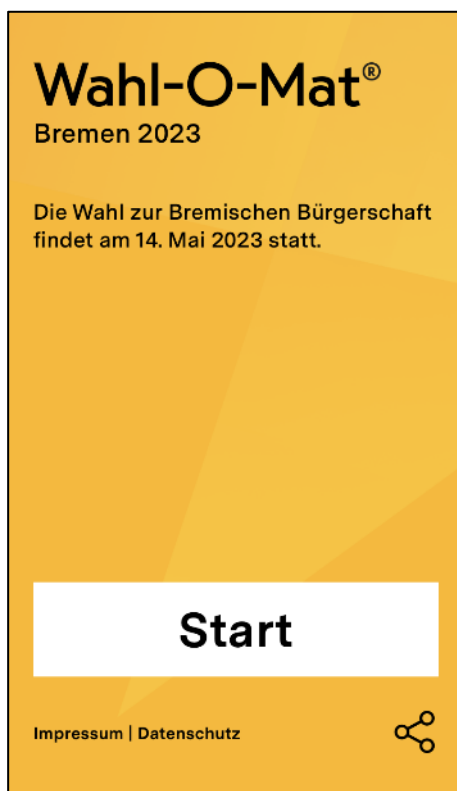 Wahl-O-Mat®
Bremen 2023
Die Wahl zur Bremischen Bürgerschaft
findet am 14. Mai 2023 statt.
Start
Impressum | Datenschutz